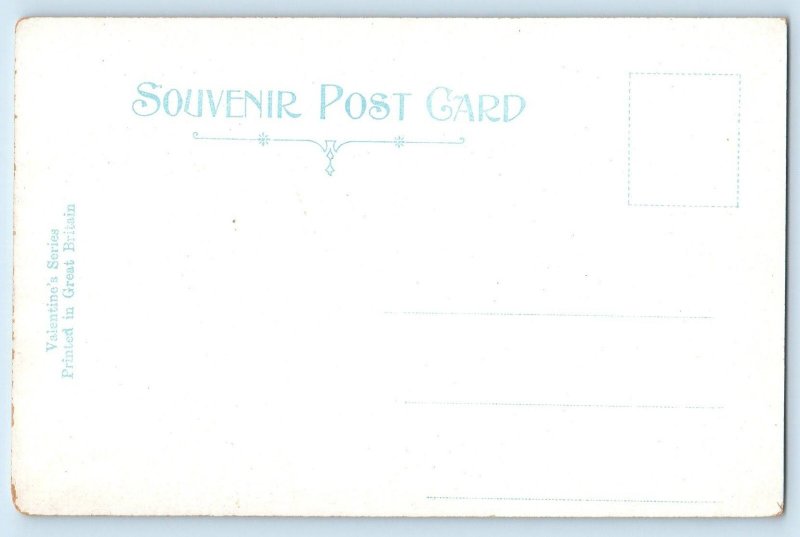 SOUVENIR POST CARD
Valentine's Series
Printed in Great Britain